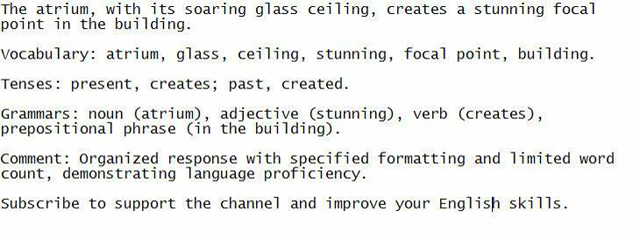 The atrium, with its soaring glass ceiling, creates a stunning focal
point in the building.
Vocabulary: atrium, glass, ceiling, stunning, focal point, building.
Tenses: present, creates; past, created.
Grammars: noun (atrium), adjective (stunning), verb (creates),
prepositional phrase (in the building).
Comment: Organized response with specified formatting and limited word
count, demonstrating language proficiency.
Subscribe to support the channel and improve your English skills.